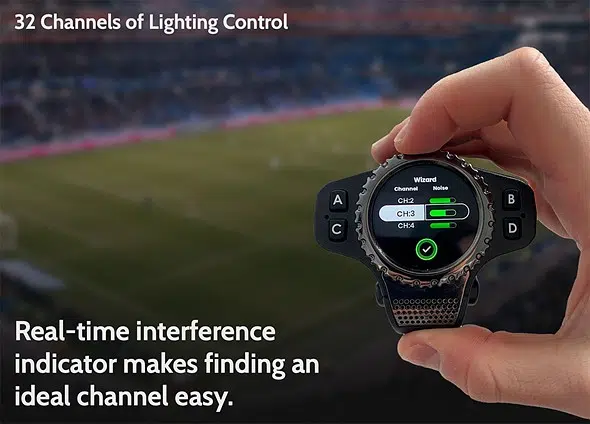 32 Channels of Lighting Control
Wizard
Channel Noise
CH:2
A B
CH:3
C D
CH:4
Real-time interference
indicator makes finding an
ideal channel easy.